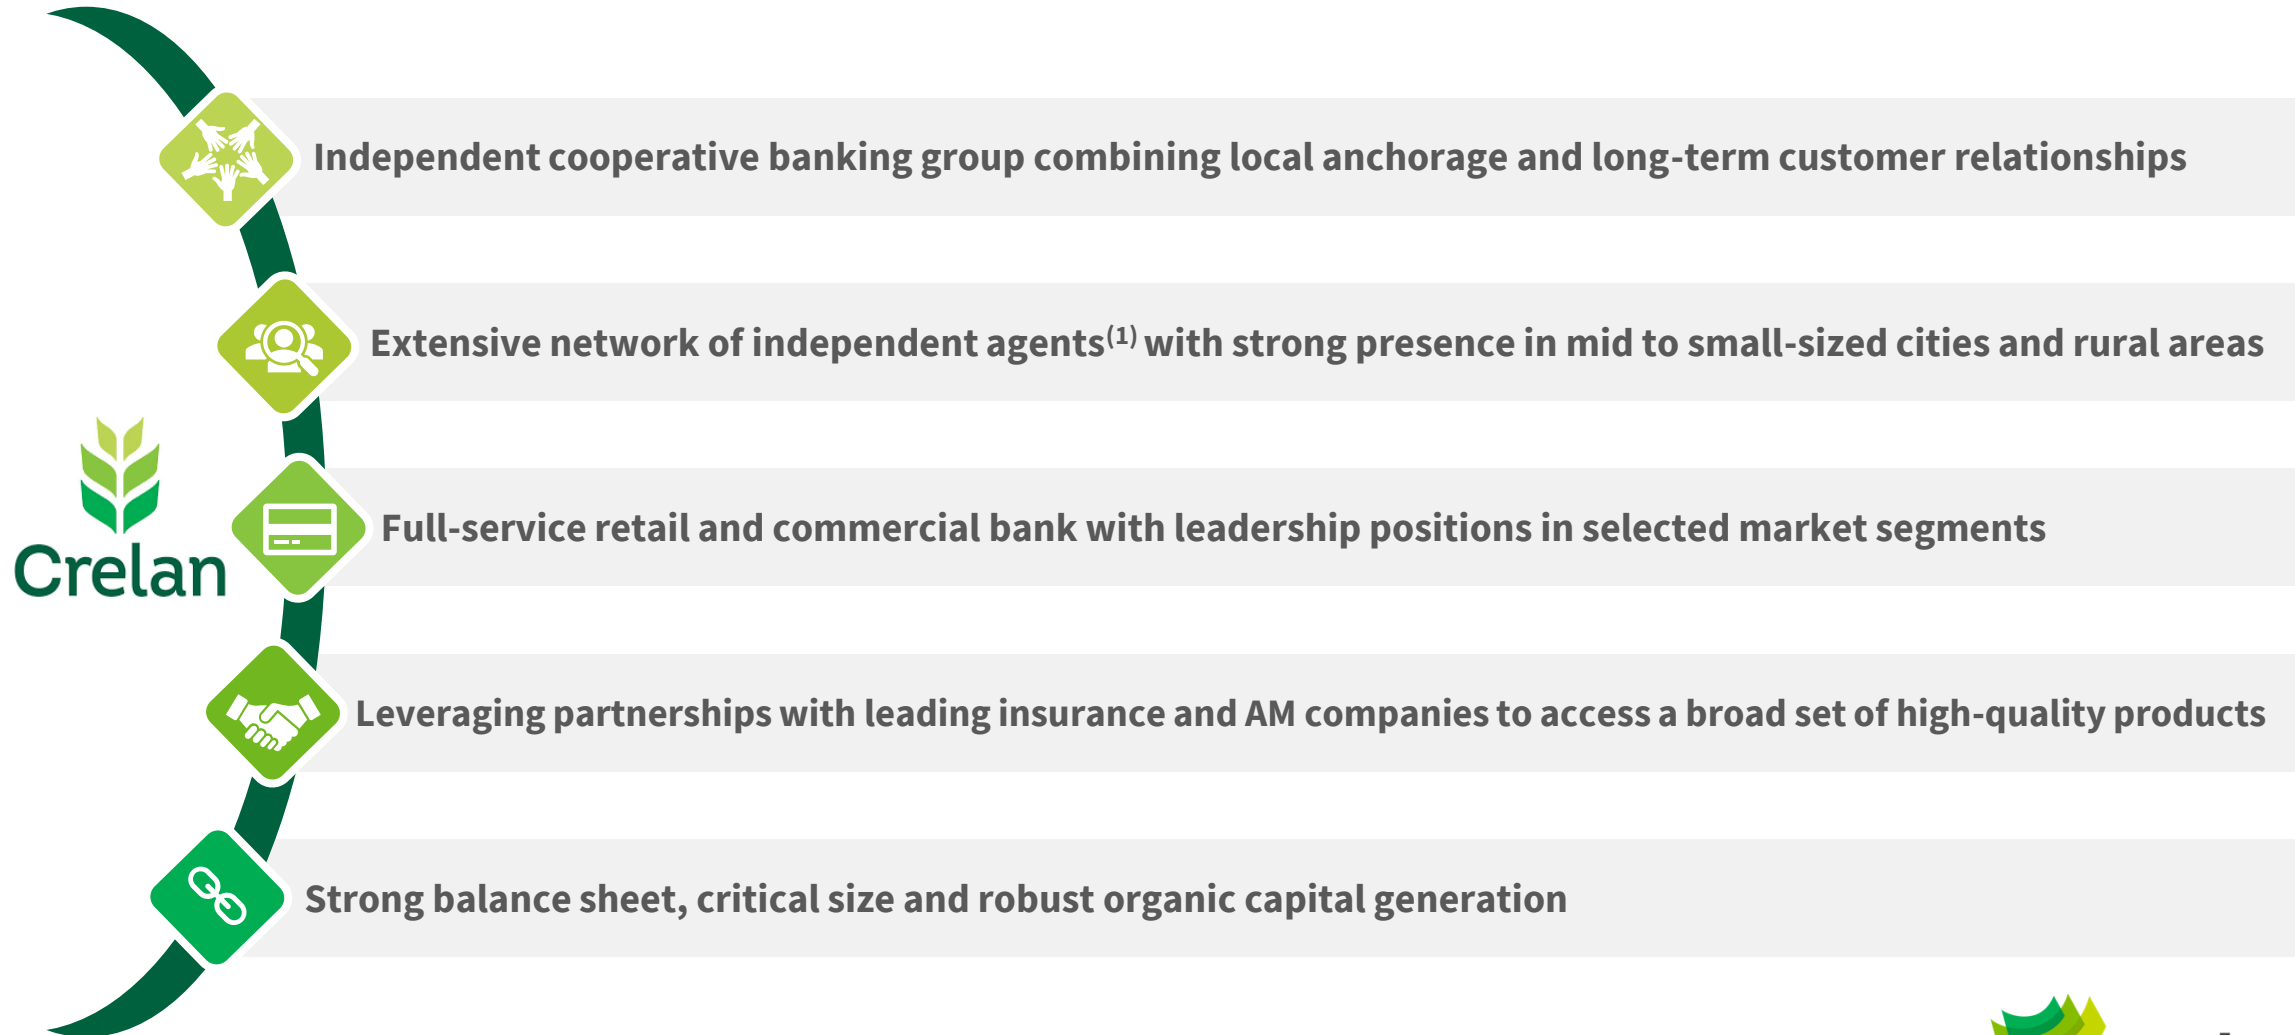 Independent cooperative banking group combining local anchorage and long-term customer relationships
Extensive network of independent agents(1) with strong presence in mid to small-sized cities and rural areas
Crelan
Full-service retail and commercial bank with leadership positions in selected market segments
Leveraging partnerships with leading insurance and AM companies to access a broad set of high-quality products
Strong balance sheet, critical size and robust organic capital generation